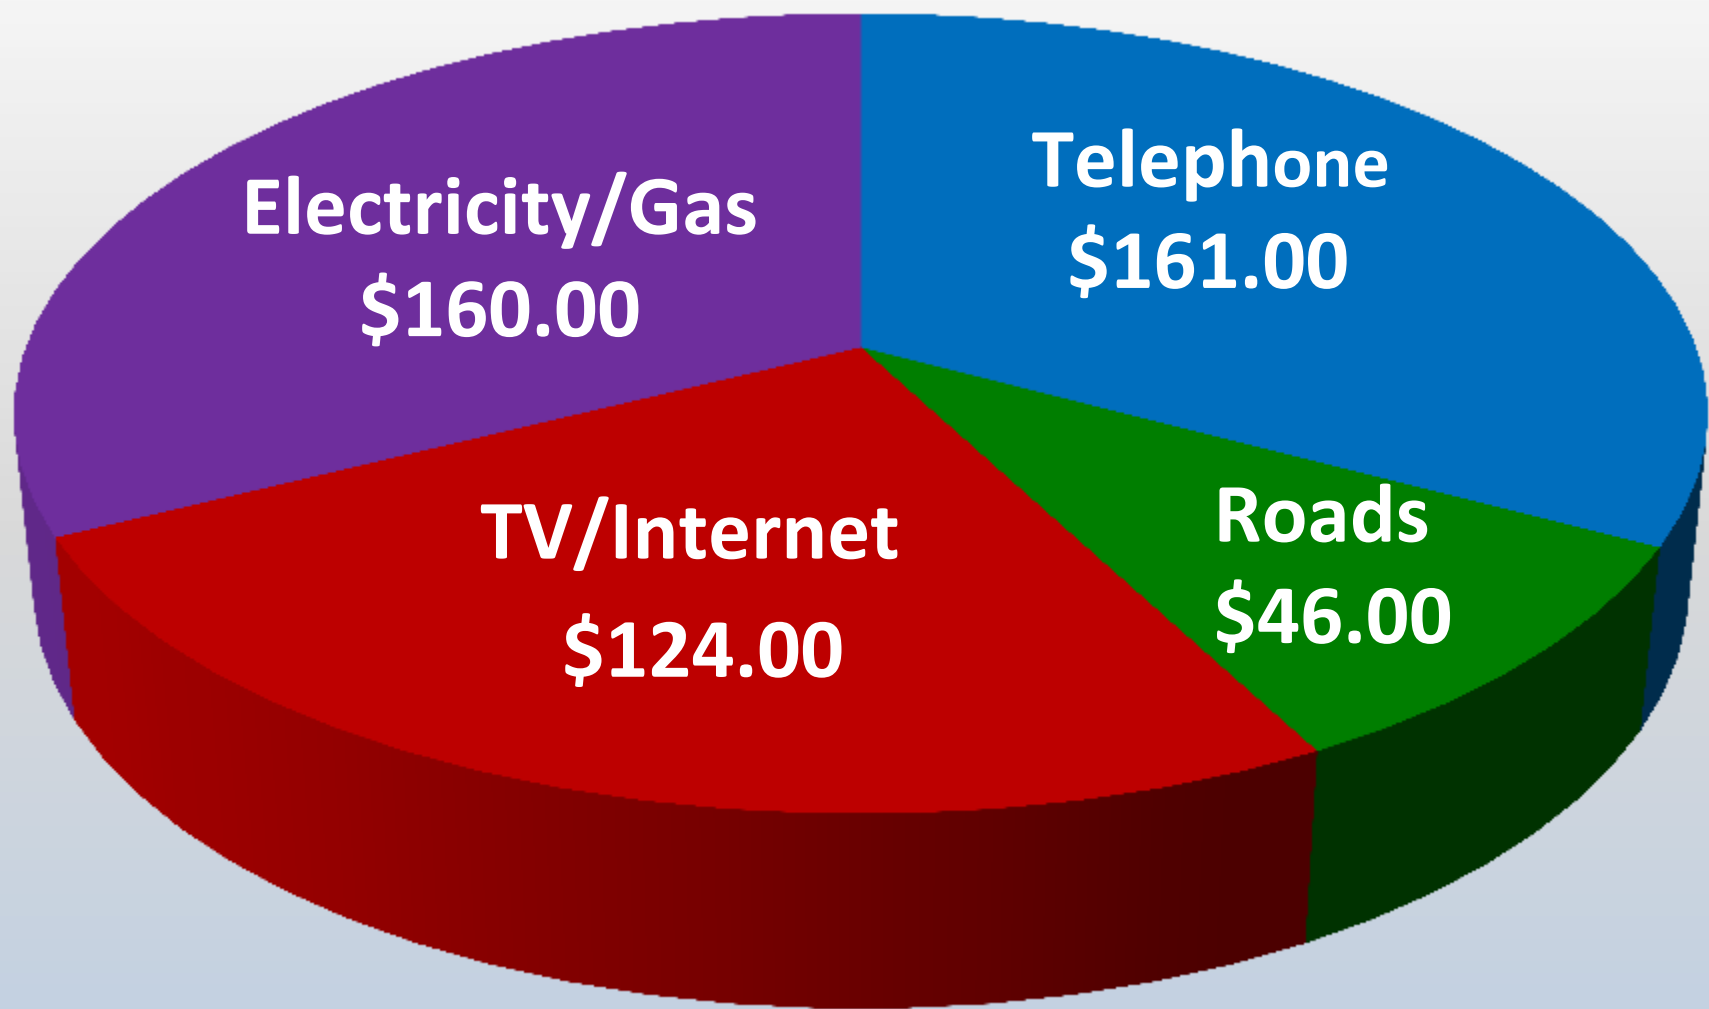 Electricity/Gas
$160.00
Telephone
$161.00
TV/Internet
$124.00
Roads
$46.00